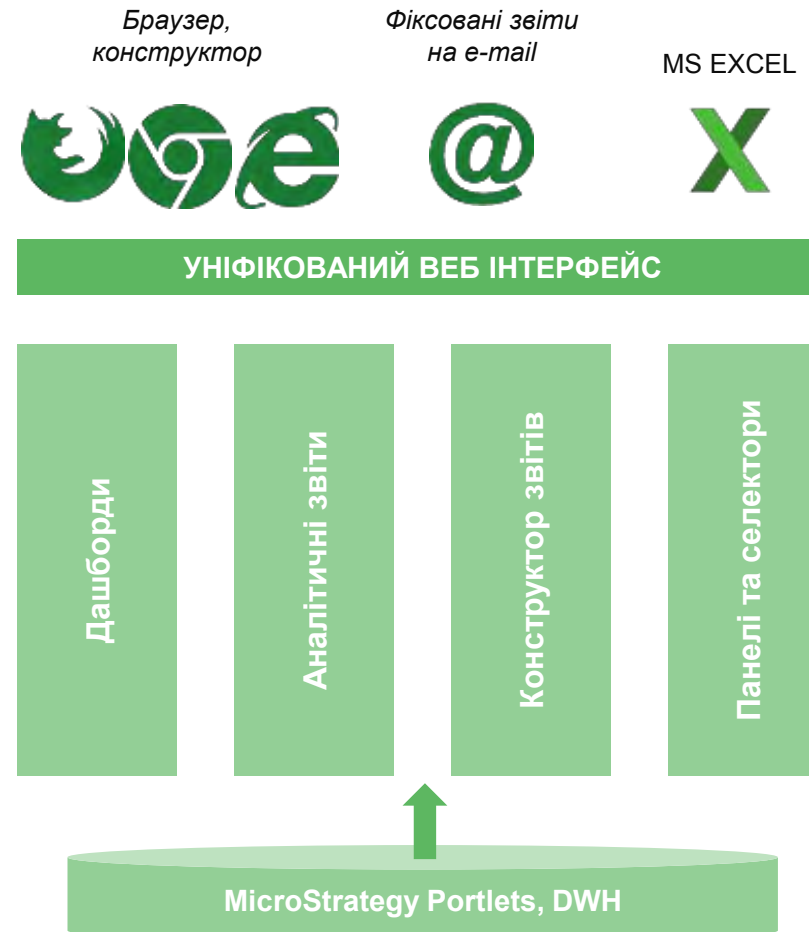 Браузер,
конструктор
Фіксовані звіти
на e-mail
MS EXCEL
УНІФІКОВАНИЙ ВЕБ ІНТЕРФЕЙС
Дашборди
Аналітичні звіти
Конструктор звітів
Панелі та селектори
MicroStrategy Portlets, DWH